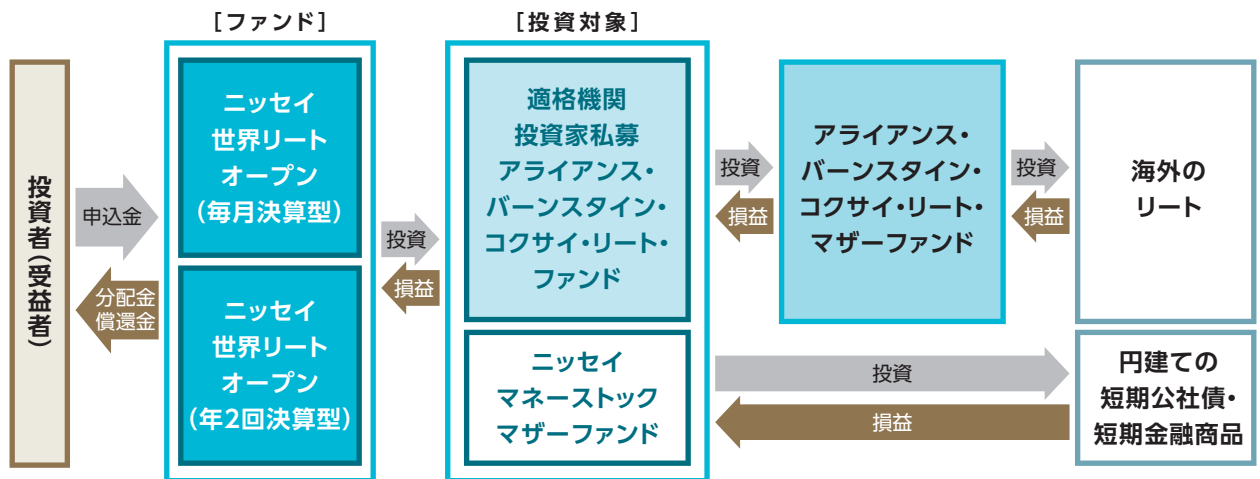 ［ファンド］
［投資対象］
投資者（受益者）
申込金
分配金
償還金
ニッセイ
世界リート
オープン
（毎月決算型）
ニッセイ
世界リート
オープン
（年2回決算型）
投資
損益
適格機関
投資家私募
アライアンス・
バーンスタイン・
コクサイ・リート・
ファンド
ニッセイ
マネーストック
マザーファンド
投資
損益
アライアンス・
バーンスタイン・
コクサイ・リート・
マザーファンド
投資
損益
海外の
リート
投資
損益
円建ての
短期公社債・
短期金融商品